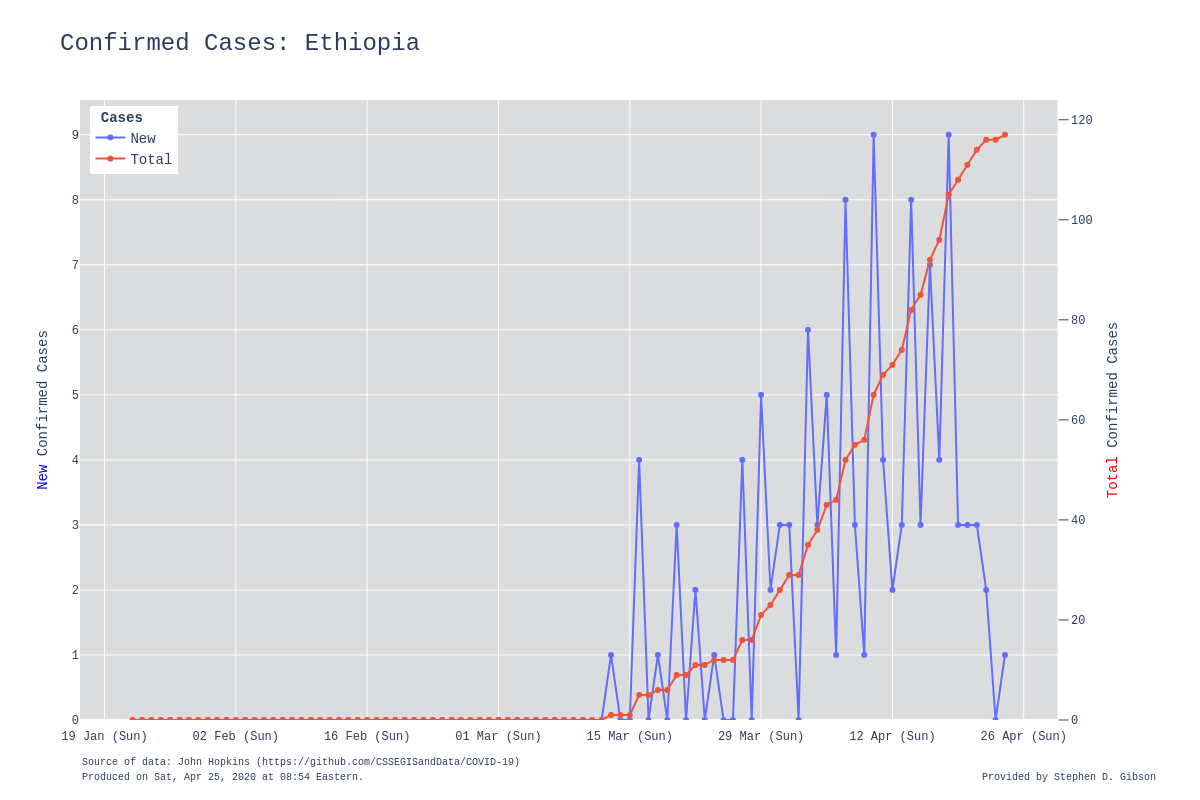 Confirmed Cases: Ethiopia
Cases
New
Total
9
8
7
6
5
4
3
2
1
0
120
100
80
60
40
20
0
New Confirmed Cases
Total Confirmed Cases
19 Jan (Sun)
02 Feb (Sun)
16 Feb (Sun)
01 Mar (Sun)
15 Mar (Sun)
29 Mar (Sun)
12 Apr (Sun)
26 Apr (Sun)
Source of data: John Hopkins (https://github.com/CSSEGISandData/COVID-19)
Produced on Sat, Apr 25, 2020 at 08:54 Eastern.
Provided by Stephen D. Gibson